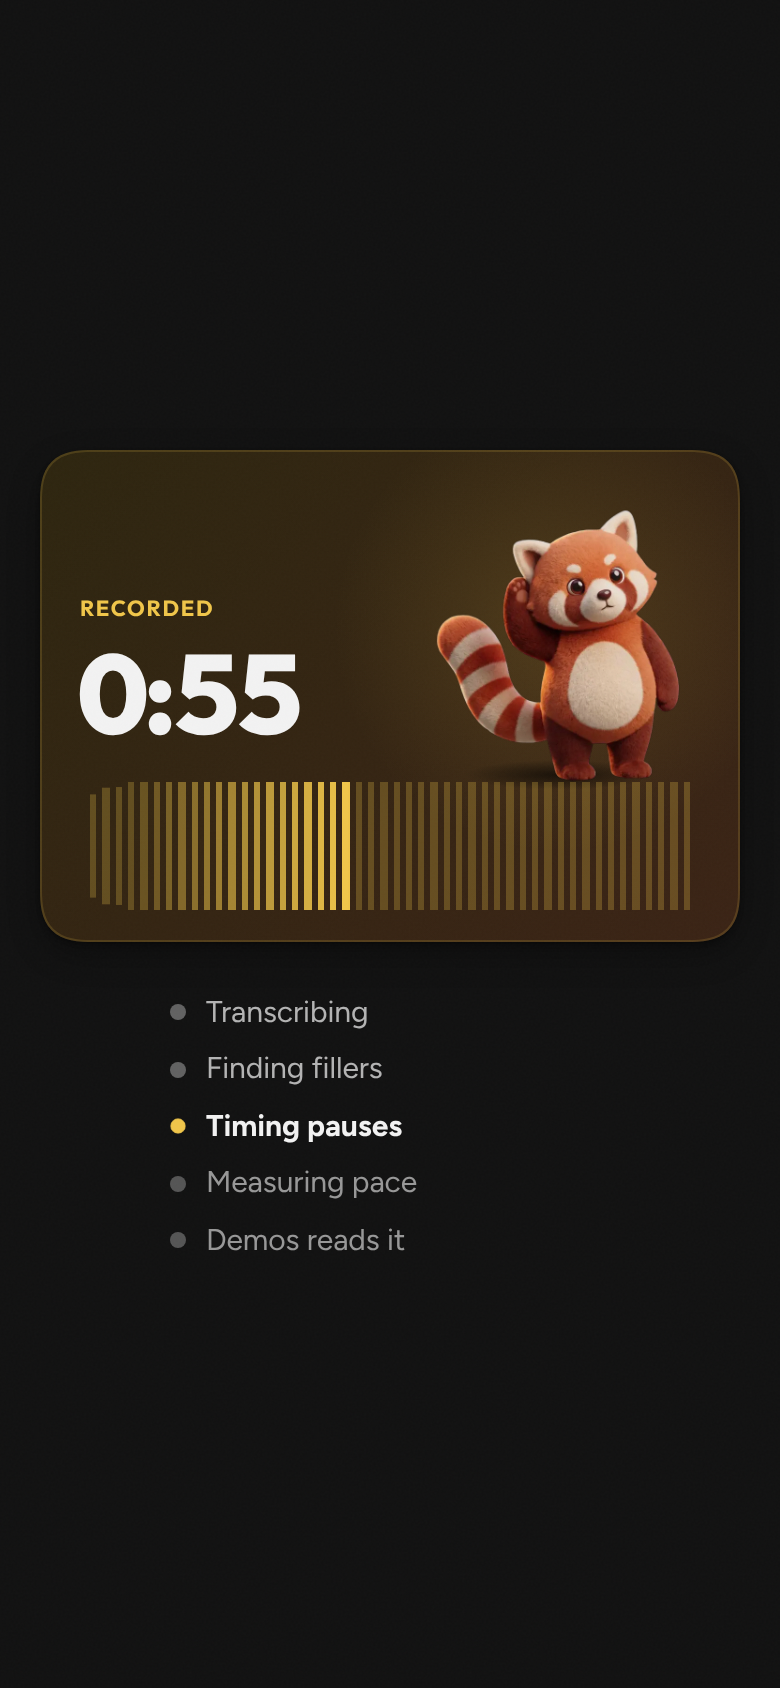 RECORDED
0:55
Transcribing
Finding fillers
Timing pauses
Measuring pace
Demos reads it